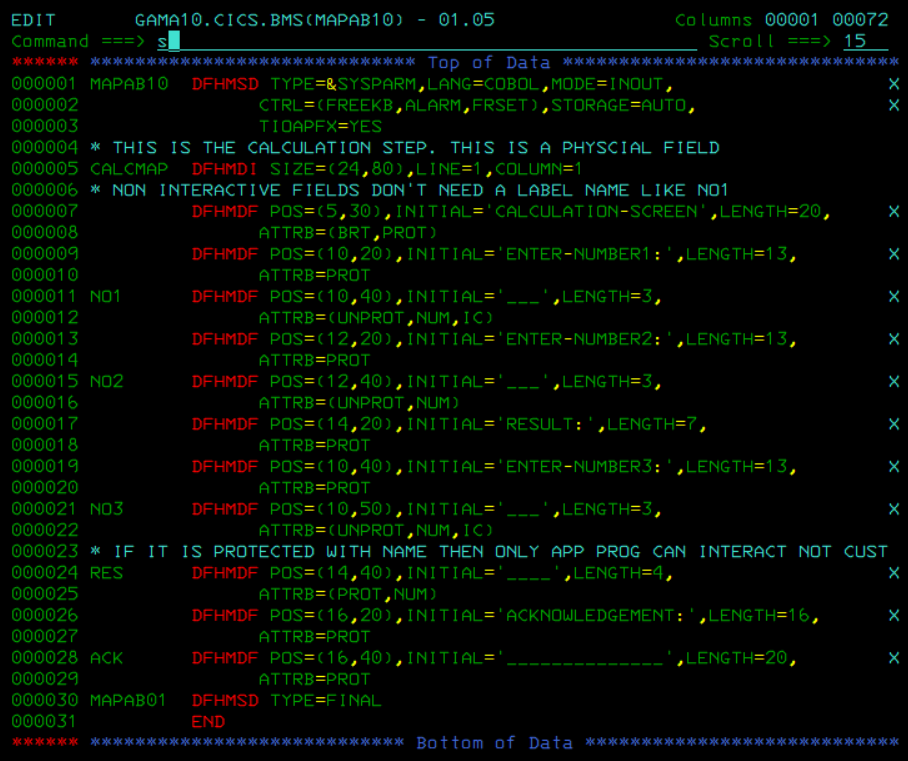 EDIT       GAMA10.CICS.BMS(MAPAB10) - 01.05                Columns 00001 00072
Command ===> s                                                Scroll ===> 15
****** ***************************** Top of Data ******************************
000001 MAPAB10  DFHMSD TYPE=&SYSPARM,LANG=COBOL,MODE=INOUT,                   X
000002                CTRL=(FREEKB,ALARM,FRSET),STORAGE=AUTO,                 X
000003                TIOAPFX=YES
000004 * THIS IS THE CALCULATION STEP. THIS IS A PHYSCIAL FIELD
000005 CALCMAP  DFHMDI SIZE=(24,80),LINE=1,COLUMN=1
000006 * NON INTERACTIVE FIELDS DON'T NEED A LABEL NAME LIKE NO1
000007          DFHMDF POS=(5,30),INITIAL='CALCULATION-SCREEN',LENGTH=20,     X
000008                ATTRB=(BRT,PROT)
000009          DFHMDF POS=(10,20),INITIAL='ENTER-NUMBER1:',LENGTH=13,        X
000010                ATTRB=PROT
000011 NO1      DFHMDF POS=(10,40),INITIAL='___',LENGTH=3,                    X
000012                ATTRB=(UNPROT,NUM,IC)
000013          DFHMDF POS=(12,20),INITIAL='ENTER-NUMBER2:',LENGTH=13,        X
000014                ATTRB=PROT
000015 NO2      DFHMDF POS=(12,40),INITIAL='___',LENGTH=3,                    X
000016                ATTRB=(UNPROT,NUM)
000017          DFHMDF POS=(14,20),INITIAL='RESULT:',LENGTH=7,                X
000018                ATTRB=PROT
000019          DFHMDF POS=(10,40),INITIAL='ENTER-NUMBER3:',LENGTH=13,        X
000020                ATTRB=PROT
000021 NO3      DFHMDF POS=(10,50),INITIAL='___',LENGTH=3,                    X
000022                ATTRB=(UNPROT,NUM,IC)
000023 * IF IT IS PROTECTED WITH NAME THEN ONLY APP PROG CAN INTERACT NOT CUST
000024 RES      DFHMDF POS=(14,40),INITIAL='____',LENGTH=4,                   X
000025                ATTRB=(PROT,NUM)
000026          DFHMDF POS=(16,20),INITIAL='ACKNOWLEDGEMENT:',LENGTH=16,      X
000027                ATTRB=PROT
000028 ACK      DFHMDF POS=(16,40),INITIAL='______________',LENGTH=20,        X
000029                ATTRB=PROT
000030 MAPAB01  DFHMSD TYPE=FINAL
000031          END
****** **************************** Bottom of Data ****************************